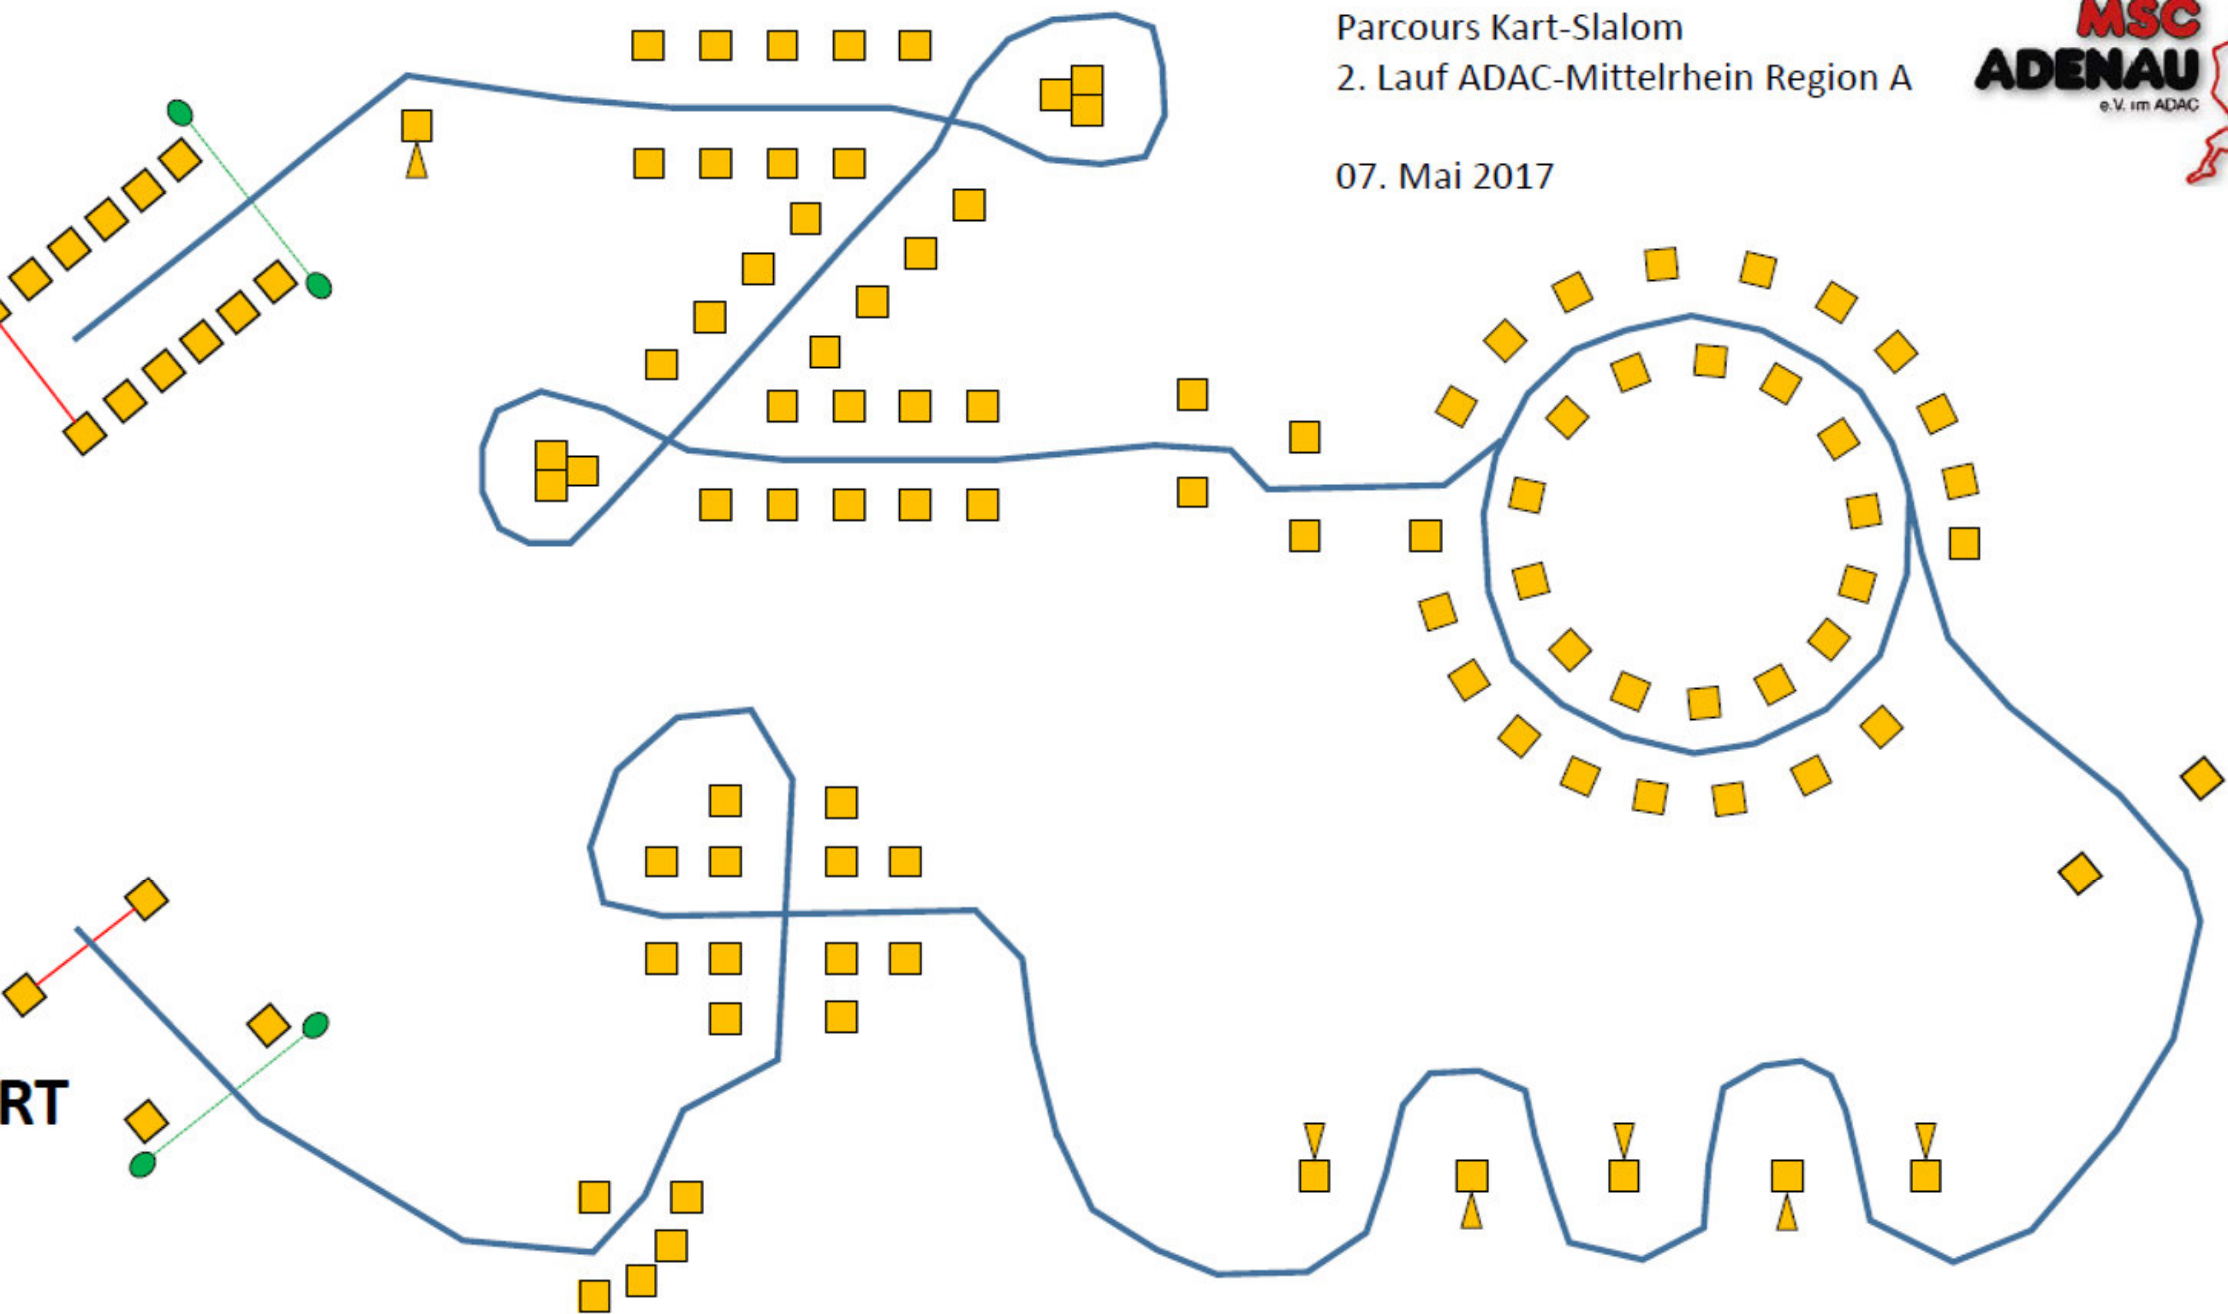 Parcours Kart-Slalom
2. Lauf ADAC-Mittelrhein Region A
07. Mai 2017
MSC
ADENAU
e.V. im ADAC
RT